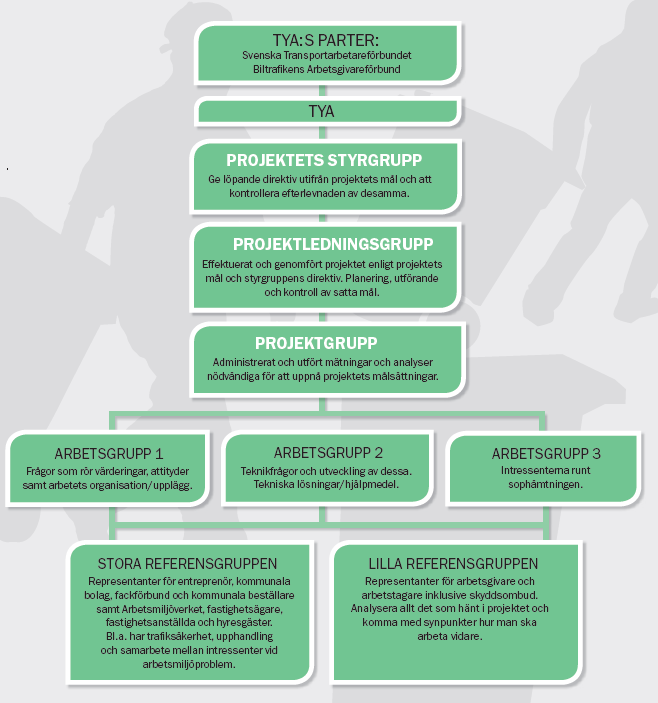 TYA:S PARTER:
Svenska Transportarbetareförbundet
Biltrafikens Arbetsgivareförbund
TYA
PROJEKTETS STYRGRUPP
Ge löpande direktiv utifrån projektets mål och att
kontrollera efterlevnaden av desamma.
PROJEKTLEDNINGSGRUPP
Effektuerat och genomfört projektet enligt projektets
mål och styrgruppens direktiv. Planering, utförande
och kontroll av satta mål.
PROJEKTGRUPP
Administrerat och utfört mätningar och analyser
nödvändiga för att uppnå projektets målsättningar.
ARBETSGRUPP 1
Frågor som rör värderingar, attityder
samt arbetets organisation/upplägg.
ARBETSGRUPP 2
Teknikfrågor och utveckling av dessa.
Tekniska lösningar/hjälpmedel.
ARBETSGRUPP 3
Intressenterna runt
sophämtningen.
STORA REFERENSGRUPPEN
Representanter för entreprenör, kommunala
bolag, fackförbund och kommunala beställare
samt Arbetsmiljöverket, fastighetsägare,
fastighetsanställda och hyresgäster.
Bl.a. har trafiksäkerhet, upphandling
och samarbete mellan intressenter vid
arbetsmiljöproblem.
LILLA REFERENSGRUPPEN
Representanter för arbetsgivare och
arbetstagare inklusive skyddsombud.
Analysera allt det som hänt i projektet och
komma med synpunkter hur man ska
arbeta vidare.